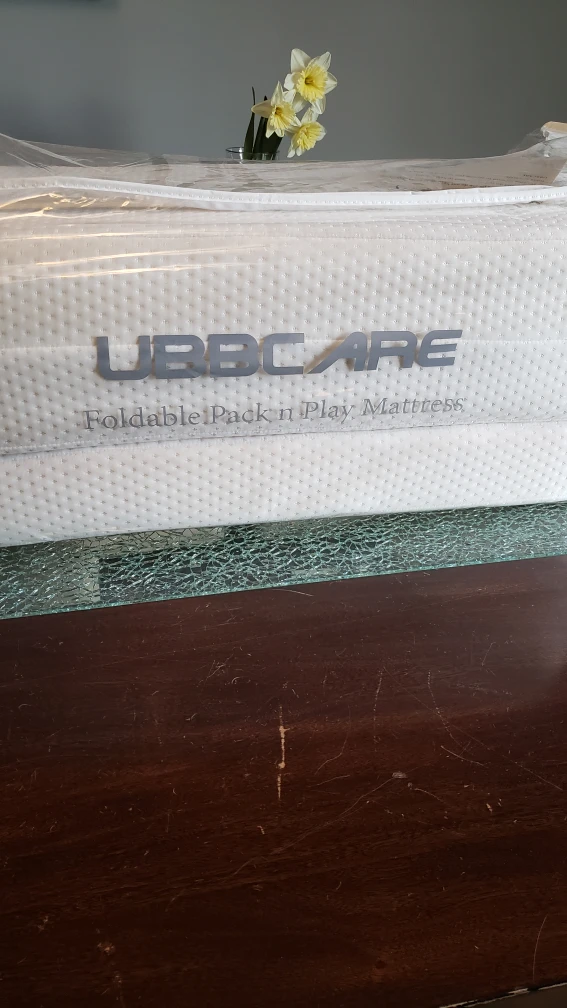 UBBCARE
Foldable Pack n Play Mattress